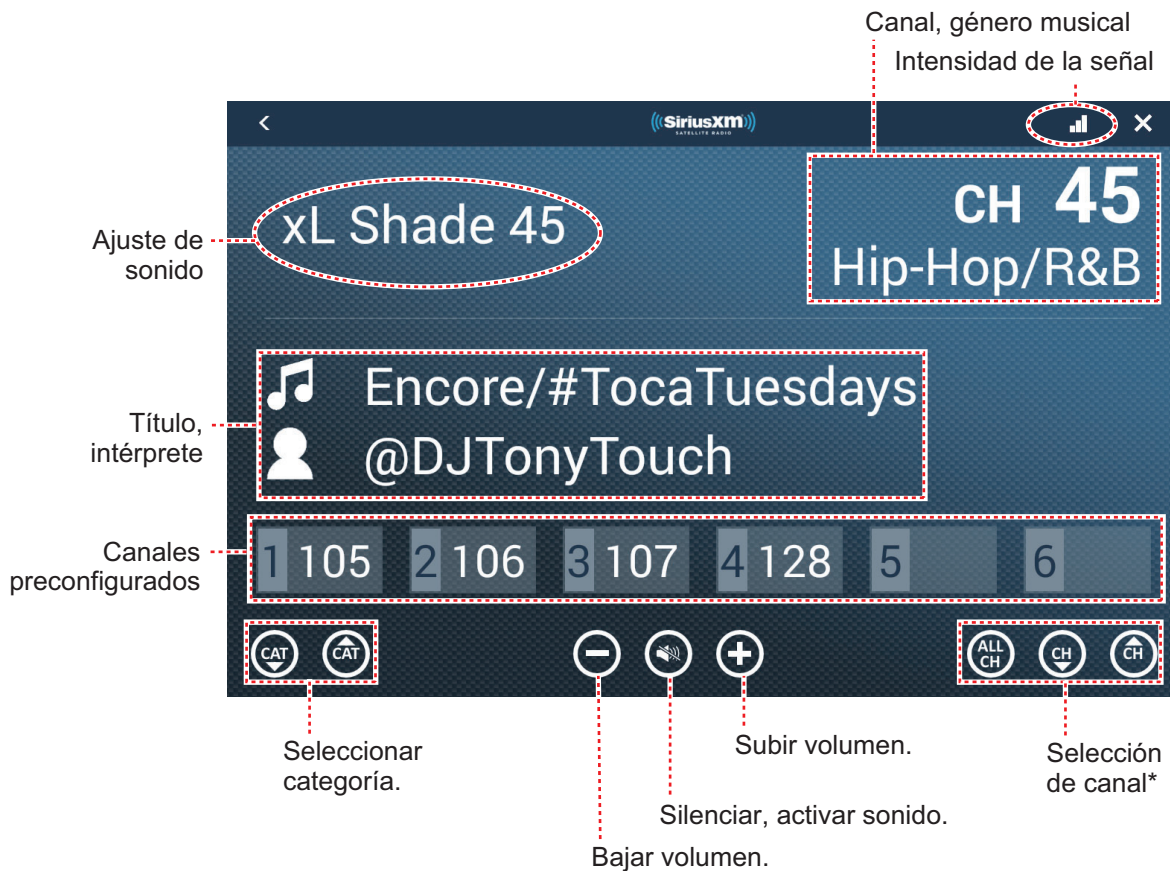 Canal, género musical
Intensidad de la señal
((SiriusXM))
SATELLITE RADIO
Ajuste de
sonido
xL Shade 45
CH 45
Hip-Hop/R&B
Título,
intérprete
Encore/#TocaTuesdays
@DJTonyTouch
Canales
preconfigurados
1 105 2 106 3 107 4 128 5 6
CAT CAT ALL CH CH CH
Seleccionar
categoría.
Subir volumen.
Selección
de canal*
Silenciar, activar sonido.
Bajar volumen.